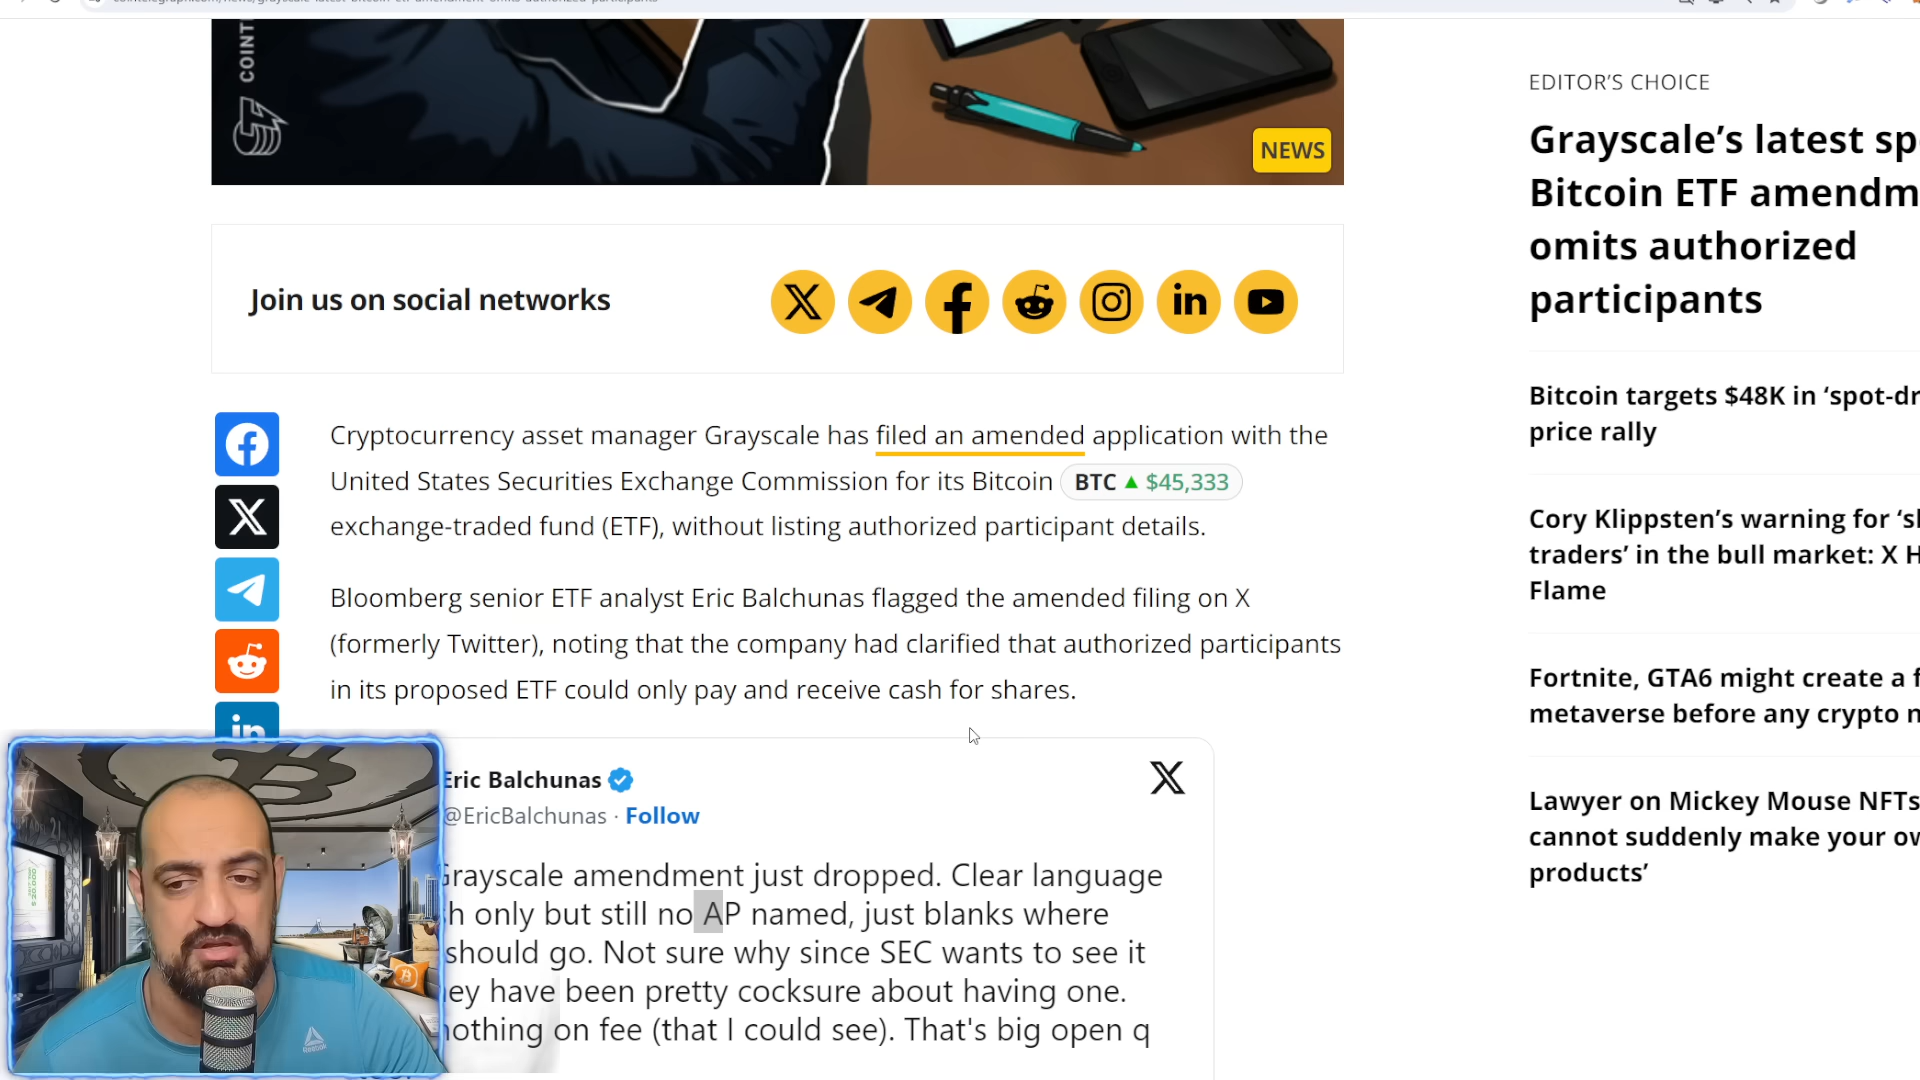 COINT
NEWS
Join us on social networks
Cryptocurrency asset manager Grayscale has filed an amended application with the
United States Securities Exchange Commission for its Bitcoin BTC ▲ $45,333
exchange-traded fund (ETF), without listing authorized participant details.
Bloomberg senior ETF analyst Eric Balchunas flagged the amended filing on X
(formerly Twitter), noting that the company had clarified that authorized participants
in its proposed ETF could only pay and receive cash for shares.
Eric Balchunas
@EricBalchunas · Follow
Grayscale amendment just dropped. Clear language
only but still no AP named, just blanks where
should go. Not sure why since SEC wants to see it
have been pretty cocksure about having one.
nothing on fee (that I could see). That's big open q
EDITOR'S CHOICE
Grayscale's latest sp
Bitcoin ETF amendm
omits authorized
participants
Bitcoin targets $48K in 'spot-dr
price rally
Cory Klippsten's warning for 'sl
traders' in the bull market: X H
Flame
Fortnite, GTA6 might create a f
metaverse before any crypto n
Lawyer on Mickey Mouse NFTs
cannot suddenly make your ow
products'